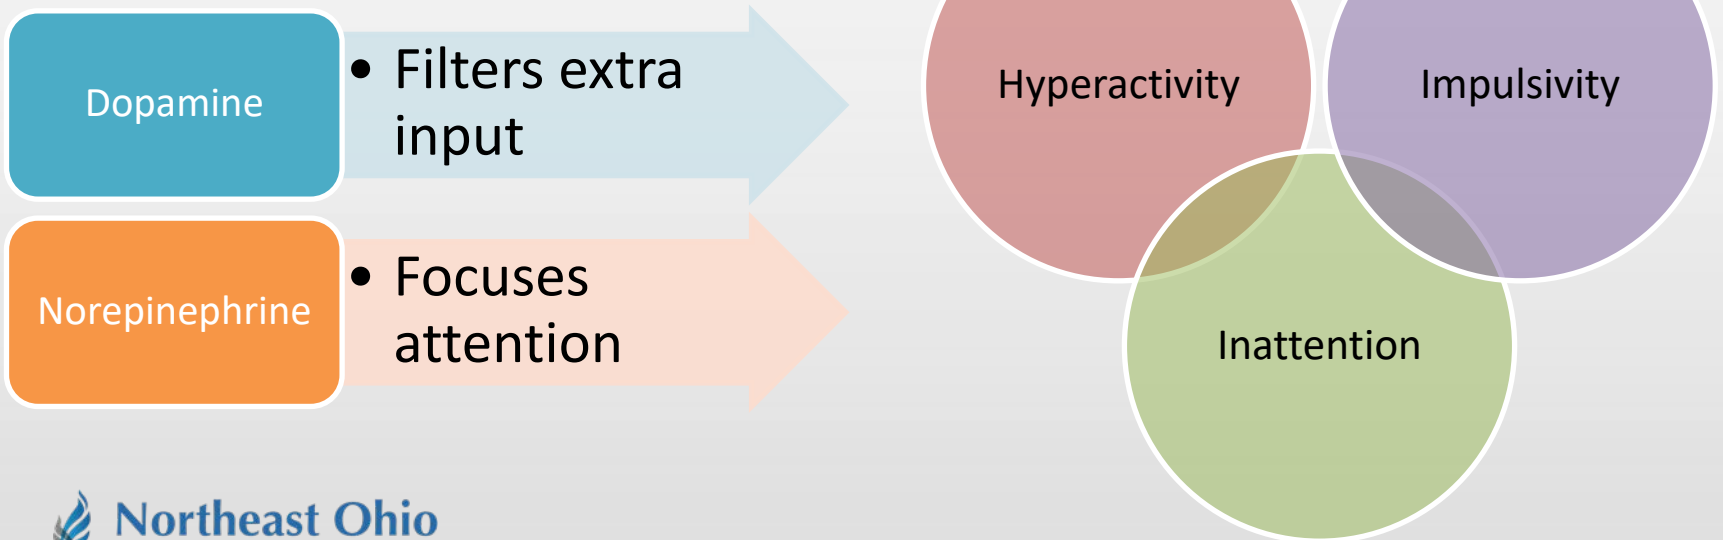 Dopamine
• Filters extra
input
Norepinephrine
• Focuses
attention
Hyperactivity
Impulsivity
Inattention
Northeast Ohio